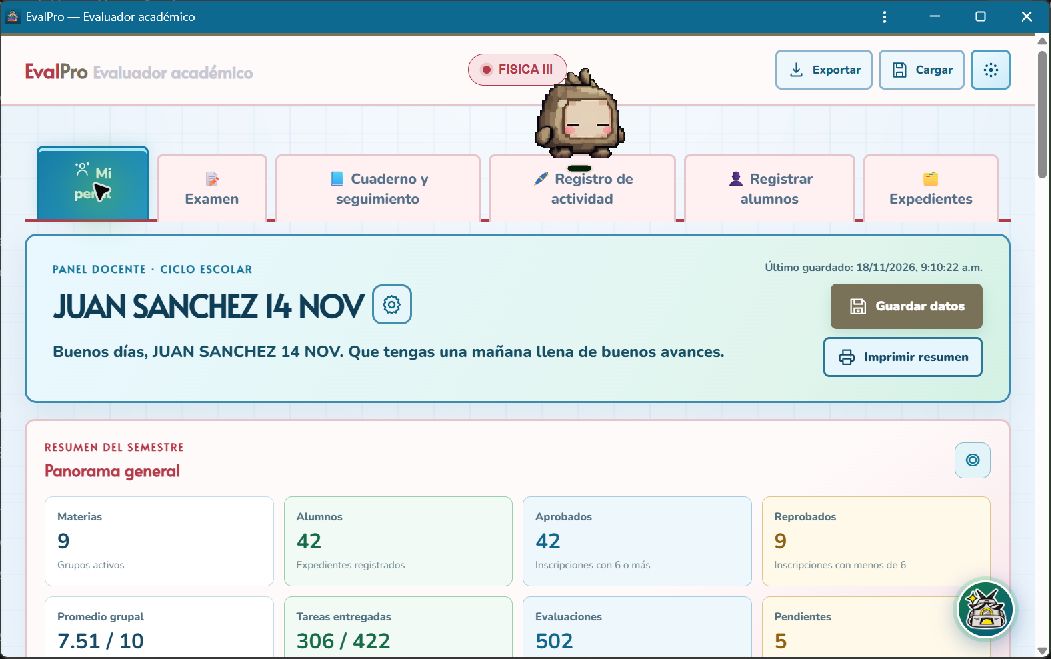 EvalPro — Evaluador académico
EvalPro Evaluador académico
FISICA III
Exportar
Cargar
Mi
Examen
Cuaderno y
seguimiento
Registro de
actividad
Registrar
alumnos
Expedientes
PANEL DOCENTE · CICLO ESCOLAR
JUAN SANCHEZ 14 NOV
Buenos días, JUAN SANCHEZ 14 NOV. Que tengas una mañana llena de buenos avances.
Último guardado: 18/11/2026, 9:10:22 a.m.
Guardar datos
Imprimir resumen
RESUMEN DEL SEMESTRE
Panorama general
Materias
9
Grupos activos
Alumnos
42
Expedientes registrados
Aprobados
42
Inscripciones con 6 o más
Reprobados
9
Inscripciones con menos de 6
Promedio grupal
7.51 / 10
Tareas entregadas
306 / 422
Evaluaciones
502
Pendientes
5